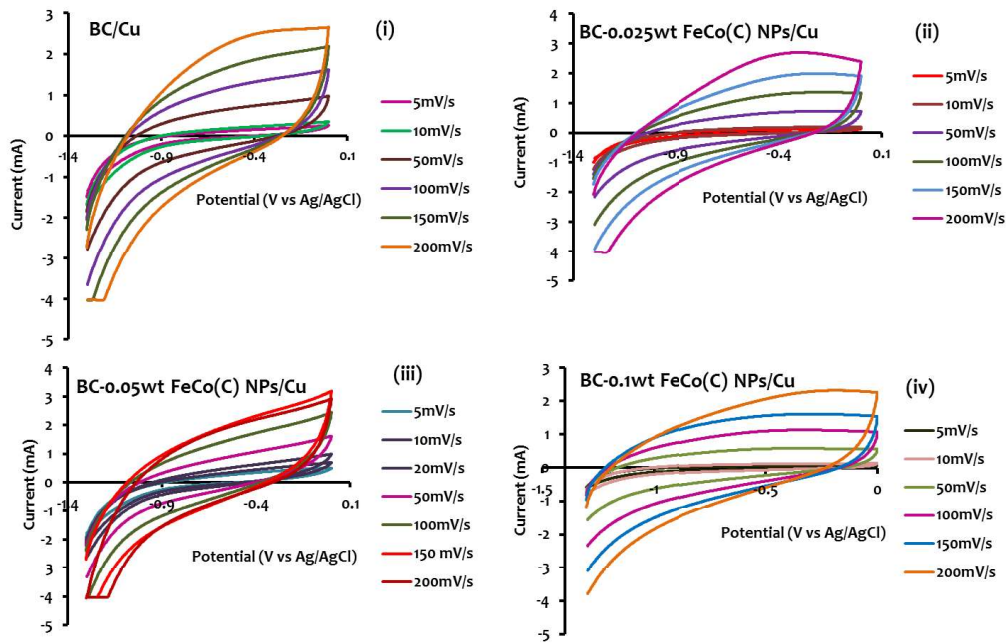 BC/Cu
(i)
3
2
1
0
-1
-2
-3
-4
-5
-14
-0.9
-0.4
0.1
Current (mA)
Potential (V vs Ag/AgCl)
5mV/s
10mV/s
50mV/s
100mV/s
150mV/s
200mV/s
BC-0.025wt FeCo(C) NPs/Cu
(ii)
4
3
2
1
0
-1
-2
-3
4
-5
-14
-0.9
-0.4
0.1
Current (mA)
Potential (V vs Ag/AgCl)
5mV/s
10mV/s
50mV/s
100mV/s
150mV/s
200mV/s
BC-0.05wt FeCo(C) NPs/Cu
(iii)
4
3
2
1
0
1
2
-3
-4
-5
-14
-0.9
-0.4
0.1
Current (mA)
Potential (V vs Ag/AgCl)
5mV/s
10mV/s
20mV/s
50mV/s
100mV/s
150 mV/s
200mV/s
BC-0.1wt FeCo(C) NPs/Cu
(iv)
3
2
1
0
-1
-2
-3
-4
-5
-1,5
-1
-0.5
0
Current (mA)
Potential (V vs Ag/AgCl)
5mV/s
10mV/s
50mV/s
100mV/s
150mV/s
200mV/s